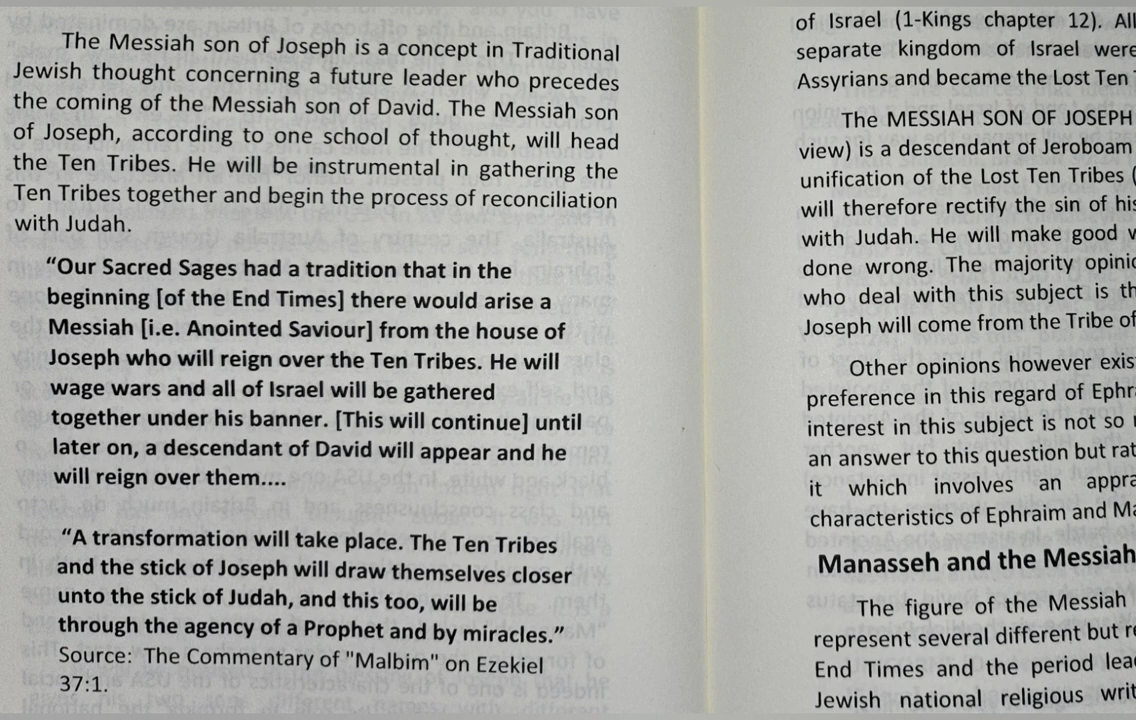 The Messiah son of Joseph is a concept in Traditional
Jewish thought concerning a future leader who precedes
the coming of the Messiah son of David. The Messiah son
of Joseph, according to one school of thought, will head
the Ten Tribes. He will be instrumental in gathering the
Ten Tribes together and begin the process of reconciliation
with Judah.
“Our Sacred Sages had a tradition that in the
beginning [of the End Times] there would arise a
Messiah [i.e. Anointed Saviour] from the house of
Joseph who will reign over the Ten Tribes. He will
wage wars and all of Israel will be gathered
together under his banner. [This will continue] until
later on, a descendant of David will appear and he
will reign over them....
“A transformation will take place. The Ten Tribes
and the stick of Joseph will draw themselves closer
unto the stick of Judah, and this too, will be
through the agency of a Prophet and by miracles.”
Source: The Commentary of "Malbim" on Ezekiel
37:1.
of Israel (1-Kings chapter 12). All
separate kingdom of Israel were
Assyrians and became the Lost Ten
The MESSIAH SON OF JOSEPH
view) is a descendant of Jeroboam
unification of the Lost Ten Tribes (
will therefore rectify the sin of his
with Judah. He will make good
done wrong. The majority
who deal with this subject is
Joseph will come from the Tribe of
Other opinions however
preference in this regard of
interest in this subject is not so
an answer to this question but
it which involves an
characteristics of Ephraim and
Manasseh and the Messiah
The figure of the Messiah
represent several different but
End Times and the period
Jewish national religious